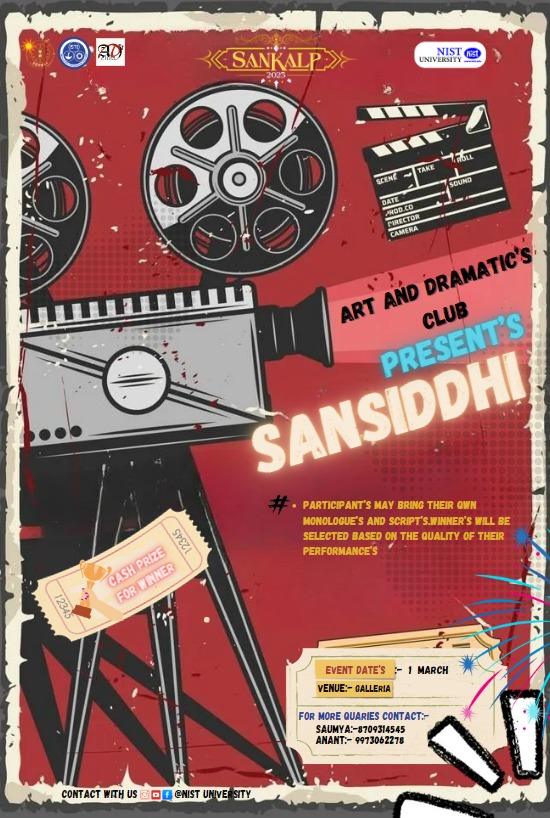 SANKALP
2025
NIST
UNIVERSITY
nist
SCENE
TAKE
ROLL
SOUND
DATE
PROD.CO
DIRECTOR
CAMERA
ART AND DRAMATIC'S
CLUB
PRESENT'S
SANSIDDHI
# • PARTICIPANT'S MAY BRING THEIR OWN
MONOLOGUE'S AND SCRIPT'S.WINNER'S WILL BE
SELECTED BASED ON THE QUALITY OF THEIR
PERFORMANCE'S
12345
CASH PRIZE
FOR WINNER
12345
EVENT DATE'S :- 1 MARCH
VENUE:- GALLERIA
FOR MORE QUARIES CONTACT:-
SAUMYA:-8709314545
ANANT:- 9973062278
CONTACT WITH US @NIST UNIVERSITY